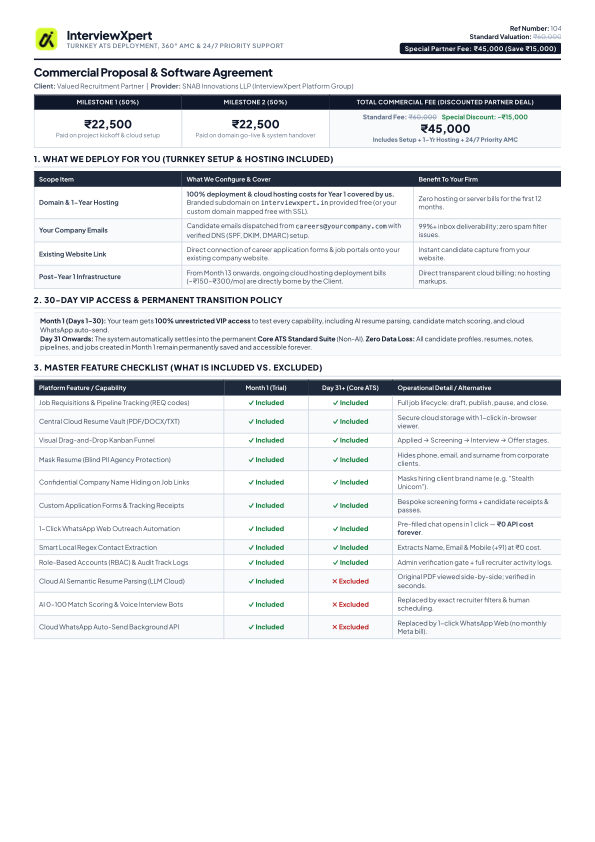 InterviewXpert
TURNKEY ATS DEPLOYMENT, 360° AMC & 24/7 PRIORITY SUPPORT
Ref Number: 104
Standard Valuation: ₹60,000
Special Partner Fee: ₹45,000 (Save ₹15,000)
Commercial Proposal & Software Agreement
Client: Valued Recruitment Partner | Provider: SNAB Innovations LLP (InterviewXpert Platform Group)
MILESTONE 1 (50%) MILESTONE 2 (50%) TOTAL COMMERCIAL FEE (DISCOUNTED PARTNER DEAL)
₹22,500
Paid on project kickoff & cloud setup
₹22,500
Paid on domain go-live & system handover
Standard Fee: ₹60,000 Special Discount: -₹15,000
₹45,000
Includes Setup + 1-Yr Hosting + 24/7 Priority AMC
1. WHAT WE DEPLOY FOR YOU (TURNKEY SETUP & HOSTING INCLUDED)
Scope Item What We Configure & Cover Benefit To Your Firm
Domain & 1-Year Hosting
100% deployment & cloud hosting costs for Year 1 covered by us.
Branded subdomain on interviewxpert.in provided free (or your
custom domain mapped free with SSL).
Zero hosting or server bills for the first 12
months.
Your Company Emails
Candidate emails dispatched from careers@yourcompany.com with
verified DNS (SPF, DKIM, DMARC) setup.
99%+ inbox deliverability; zero spam filter
issues.
Existing Website Link
Direct connection of career application forms & job portals onto your
existing company website.
Instant candidate capture from your
website.
Post-Year 1 Infrastructure
From Month 13 onwards, ongoing cloud hosting deployment bills
(~₹150–₹300/mo) are directly borne by the Client.
Direct transparent cloud billing; no hosting
markups.
2. 30-DAY VIP ACCESS & PERMANENT TRANSITION POLICY
Month 1 (Days 1–30): Your team gets 100% unrestricted VIP access to test every capability, including AI resume parsing, candidate match scoring, and cloud
WhatsApp auto-send.
Day 31 Onwards: The system automatically settles into the permanent Core ATS Standard Suite (Non-AI). Zero Data Loss: All candidate profiles, resumes, notes,
pipelines, and jobs created in Month 1 remain permanently saved and accessible forever.
3. MASTER FEATURE CHECKLIST (WHAT IS INCLUDED VS. EXCLUDED)
Platform Feature / Capability Month 1 (Trial) Day 31+ (Core ATS) Operational Detail / Alternative
Job Requisitions & Pipeline Tracking (REQ codes) ✓ Included ✓ Included Full job lifecycle: draft, publish, pause, and close.
Central Cloud Resume Vault (PDF/DOCX/TXT) ✓ Included ✓ Included Secure cloud storage with 1-click in-browser
viewer.
Visual Drag-and-Drop Kanban Funnel ✓ Included ✓ Included Applied → Screening → Interview → Offer stages.
Mask Resume (Blind PII Agency Protection) ✓ Included ✓ Included Hides phone, email, and surname from corporate
clients.
Confidential Company Name Hiding on Job Links ✓ Included ✓ Included Masks hiring client brand name (e.g. "Stealth
Unicorn").
Custom Application Forms & Tracking Receipts ✓ Included ✓ Included Bespoke screening forms + candidate receipts &
passes.
1-Click WhatsApp Web Outreach Automation ✓ Included ✓ Included Pre-filled chat opens in 1 click — ₹0 API cost
forever.
Smart Local Regex Contact Extraction ✓ Included ✓ Included Extracts Name, Email & Mobile (+91) at ₹0 cost.
Role-Based Accounts (RBAC) & Audit Track Logs ✓ Included ✓ Included Admin verification gate + full recruiter activity logs.
Cloud AI Semantic Resume Parsing (LLM Cloud) ✓ Included ✕ Excluded Original PDF viewed side-by-side; verified in
seconds.
AI 0-100 Match Scoring & Voice Interview Bots ✓ Included ✕ Excluded Replaced by exact recruiter filters & human
scheduling.
Cloud WhatsApp Auto-Send Background API ✓ Included ✕ Excluded Replaced by 1-click WhatsApp Web (no monthly
Meta bill).